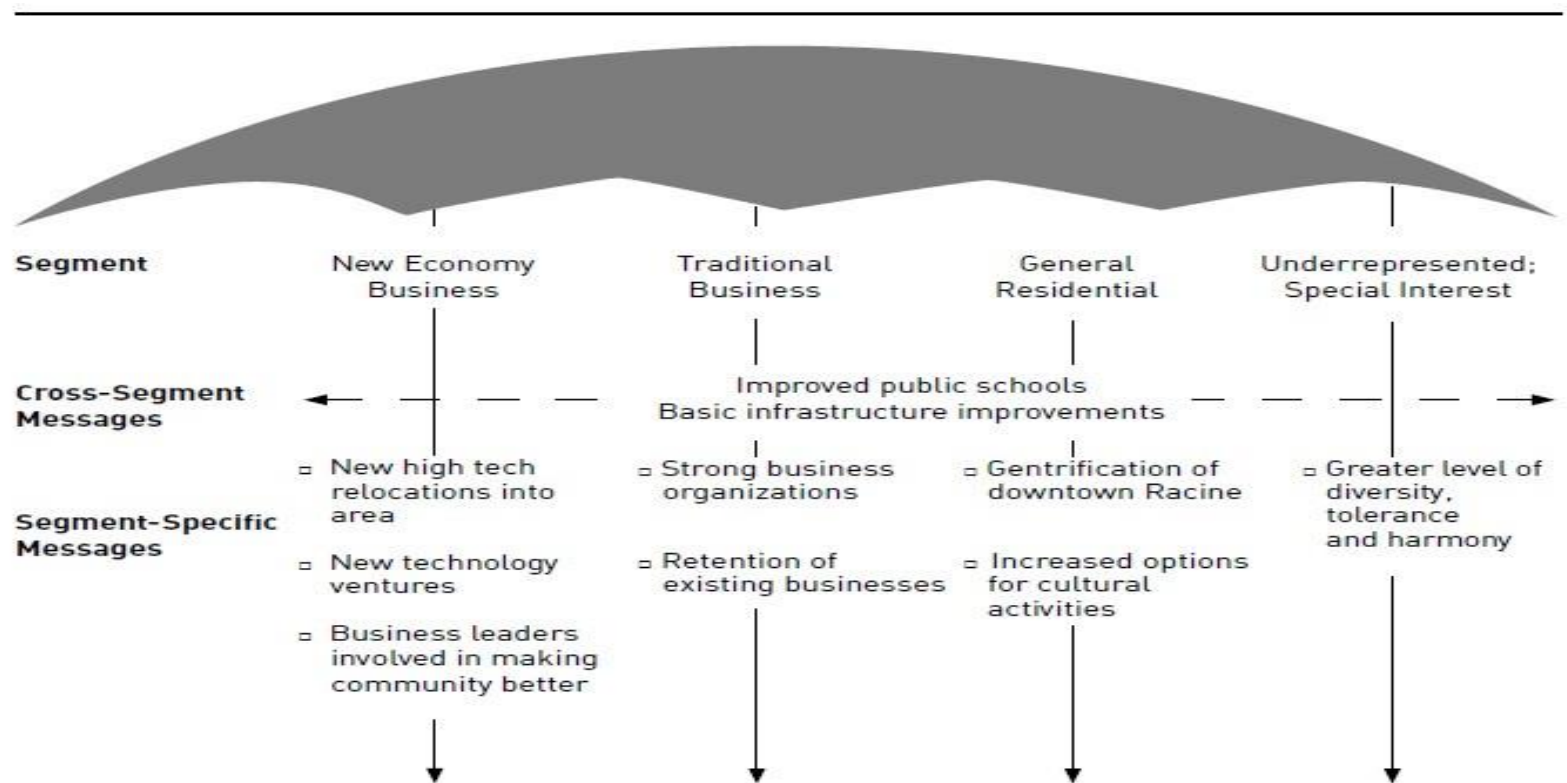 Segment
New Economy
Business
Traditional
Business
General
Residential
Underrepresented;
Special Interest
Cross-Segment
Messages
Improved public schools
Basic infrastructure improvements
Segment-Specific
Messages
New high tech
relocations into
area
New technology
ventures
Business leaders
involved in making
community better
Strong business
organizations
Retention of
existing businesses
Gentrification of
downtown Racine
Increased options
for cultural
activities
Greater level of
diversity,
tolerance
and harmony